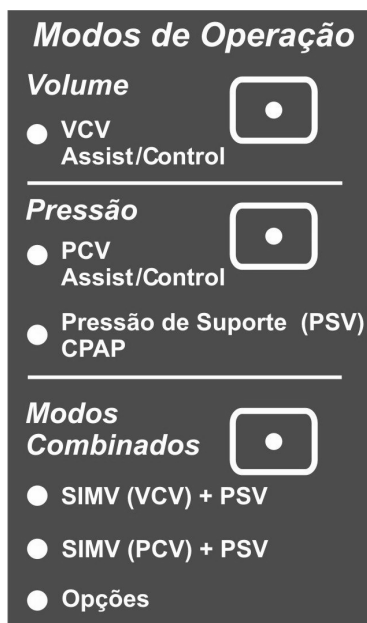 Modos de Operação
Volume
VCV
Assist/Control
Pressão
PCV
Assist/Control
Pressão de Suporte (PSV)
CPAP
Modos
Combinados
SIMV (VCV) + PSV
SIMV (PCV) + PSV
Opções